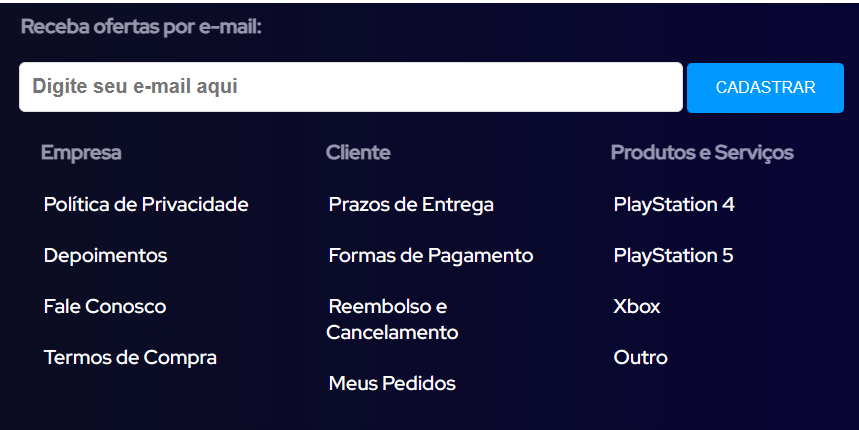 Receba ofertas por e-mail:
Digite seu e-mail aqui
CADASTRAR
Empresa
Política de Privacidade
Depoimentos
Fale Conosco
Termos de Compra
Cliente
Prazos de Entrega
Formas de Pagamento
Reembolso e
Cancelamento
Meus Pedidos
Produtos e Serviços
PlayStation 4
PlayStation 5
Xbox
Outro